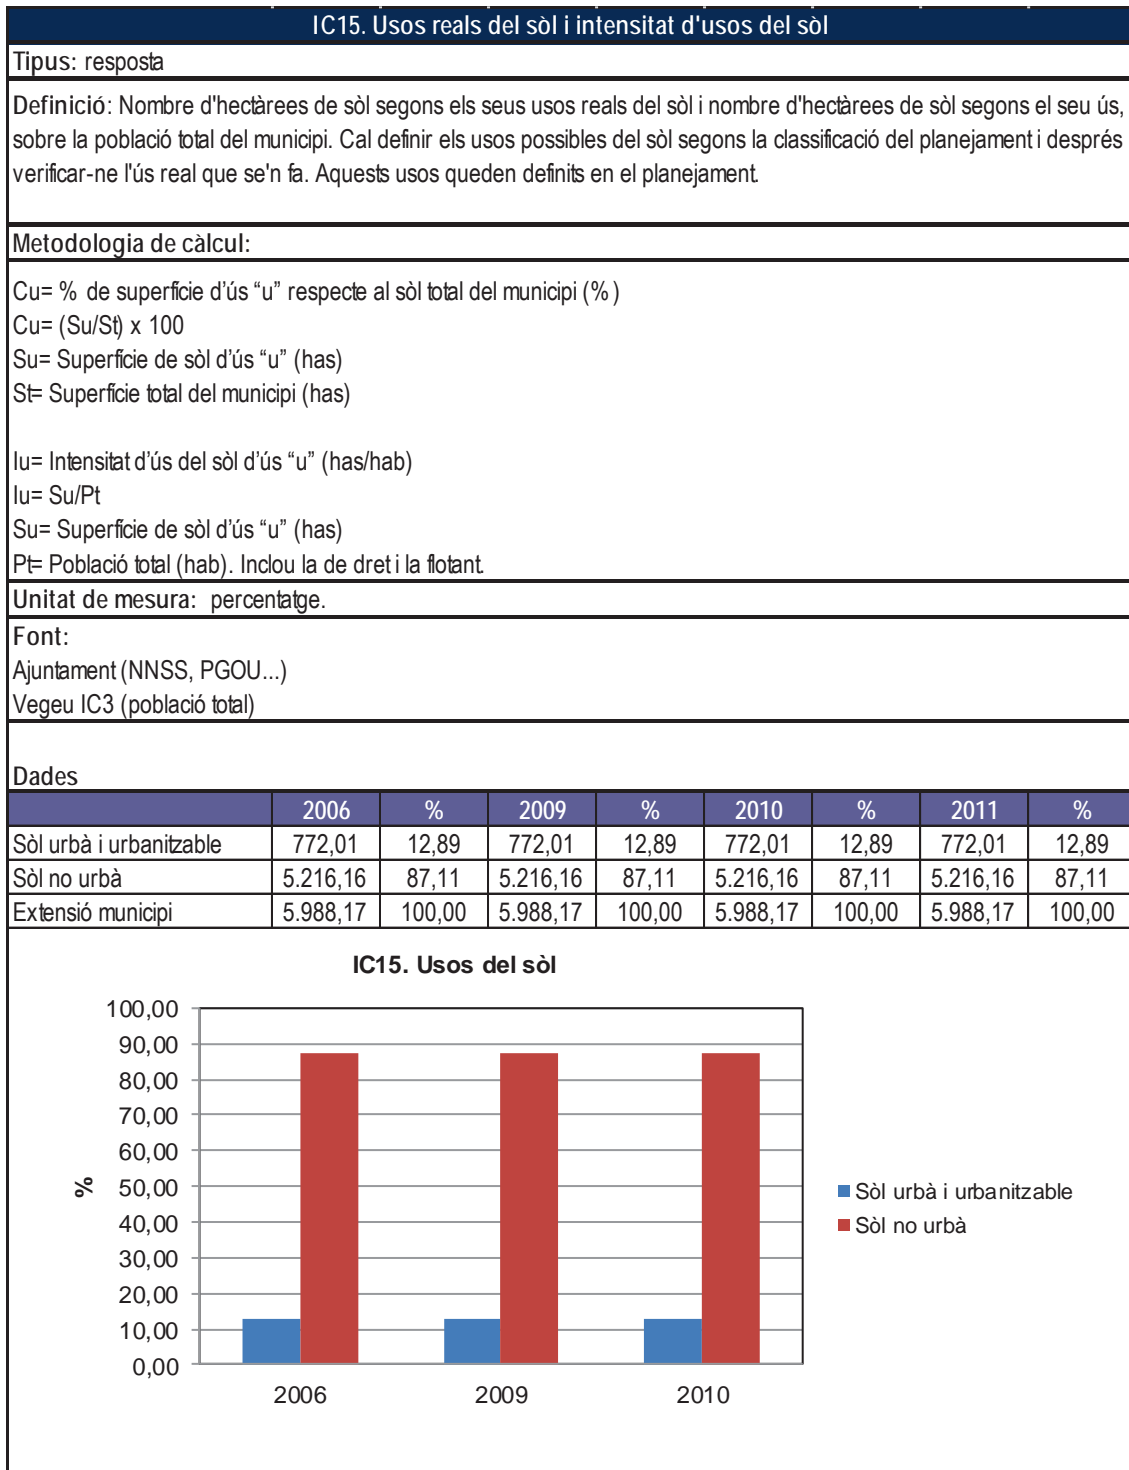 IC15. Usos reals del sòl i intensitat d'usos del sòl
Tipus: resposta
Definició: Nombre d'hectàrees de sòl segons els seus usos reals del sòl i nombre d'hectàrees de sòl segons el seu ús,
sobre la població total del municipi. Cal definir els usos possibles del sòl segons la classificació del planejament i després
verificar-ne l'ús real que se'n fa. Aquests usos queden definits en el planejament.
Metodologia de càlcul:
Cu= % de superfície d'ús “u” respecte al sòl total del municipi (%)
Cu= (Su/St) x 100
Su= Superfície de sòl d'ús “u” (has)
St= Superfície total del municipi (has)
Iu= Intensitat d'ús del sòl d'ús “u” (has/hab)
Iu= Su/Pt
Su= Superfície de sòl d'ús “u” (has)
Pt= Població total (hab). Inclou la de dret i la flotant.
Unitat de mesura: percentatge.
Font:
Ajuntament (NNSS, PGOU...)
Vegeu IC3 (població total)
Dades
2006 % 2009 % 2010 % 2011 %
Sòl urbà i urbanitzable 772,01 12,89 772,01 12,89 772,01 12,89 772,01 12,89
Sòl no urbà 5.216,16 87,11 5.216,16 87,11 5.216,16 87,11 5.216,16 87,11
Extensió municipi 5.988,17 100,00 5.988,17 100,00 5.988,17 100,00 5.988,17 100,00
IC15. Usos del sòl
100,00
90,00
80,00
70,00
60,00
50,00
40,00
30,00
20,00
10,00
0,00
%
2006 2009 2010
Sòl urbà i urbanitzable
Sòl no urbà